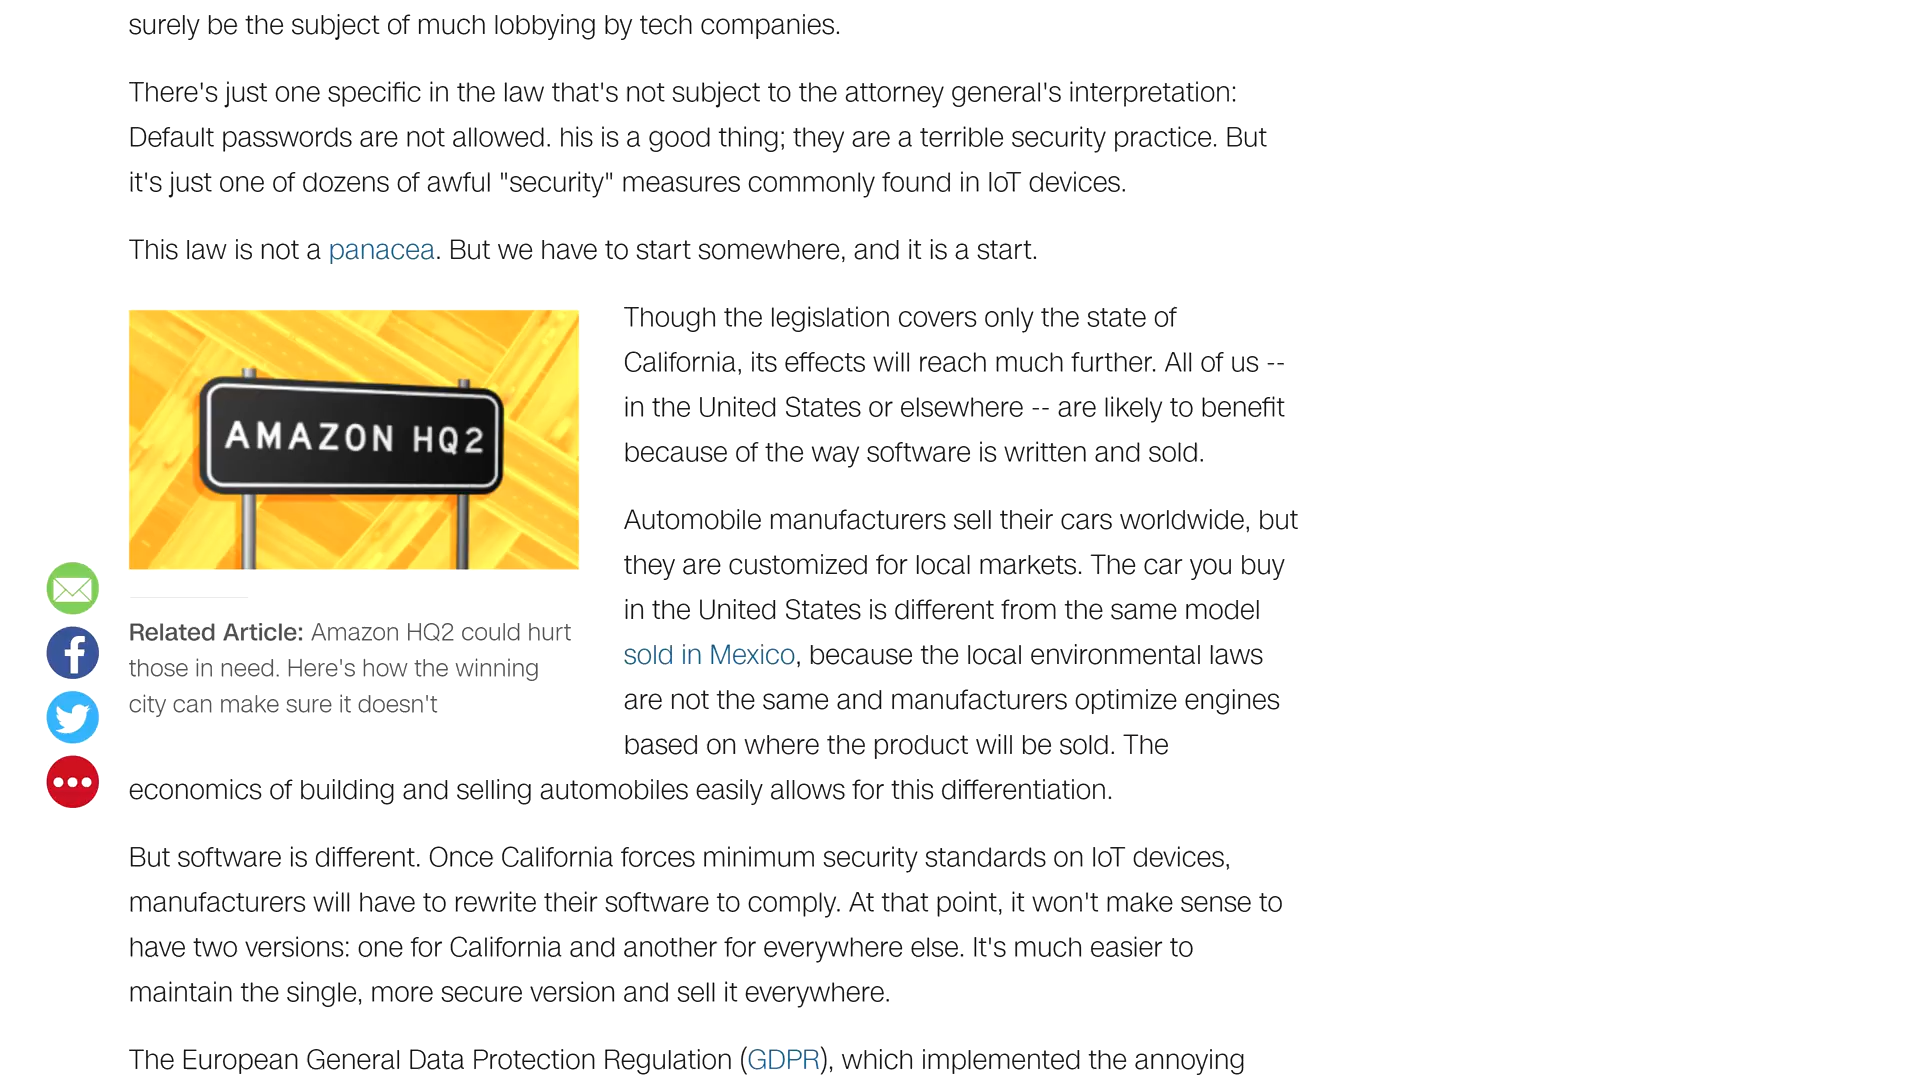 surely be the subject of much lobbying by tech companies.
There's just one specific in the law that's not subject to the attorney general's interpretation:
Default passwords are not allowed. his is a good thing; they are a terrible security practice. But
it's just one of dozens of awful "security" measures commonly found in IoT devices.
This law is not a panacea. But we have to start somewhere, and it is a start.
AMAZON HQ2
Related Article: Amazon HQ2 could hurt
those in need. Here's how the winning
city can make sure it doesn't
Though the legislation covers only the state of
California, its effects will reach much further. All of us --
in the United States or elsewhere -- are likely to benefit
because of the way software is written and sold.
Automobile manufacturers sell their cars worldwide, but
they are customized for local markets. The car you buy
in the United States is different from the same model
sold in Mexico, because the local environmental laws
are not the same and manufacturers optimize engines
based on where the product will be sold. The
economics of building and selling automobiles easily allows for this differentiation.
But software is different. Once California forces minimum security standards on IoT devices,
manufacturers will have to rewrite their software to comply. At that point, it won't make sense to
have two versions: one for California and another for everywhere else. It's much easier to
maintain the single, more secure version and sell it everywhere.
The European General Data Protection Regulation (GDPR), which implemented the annoying